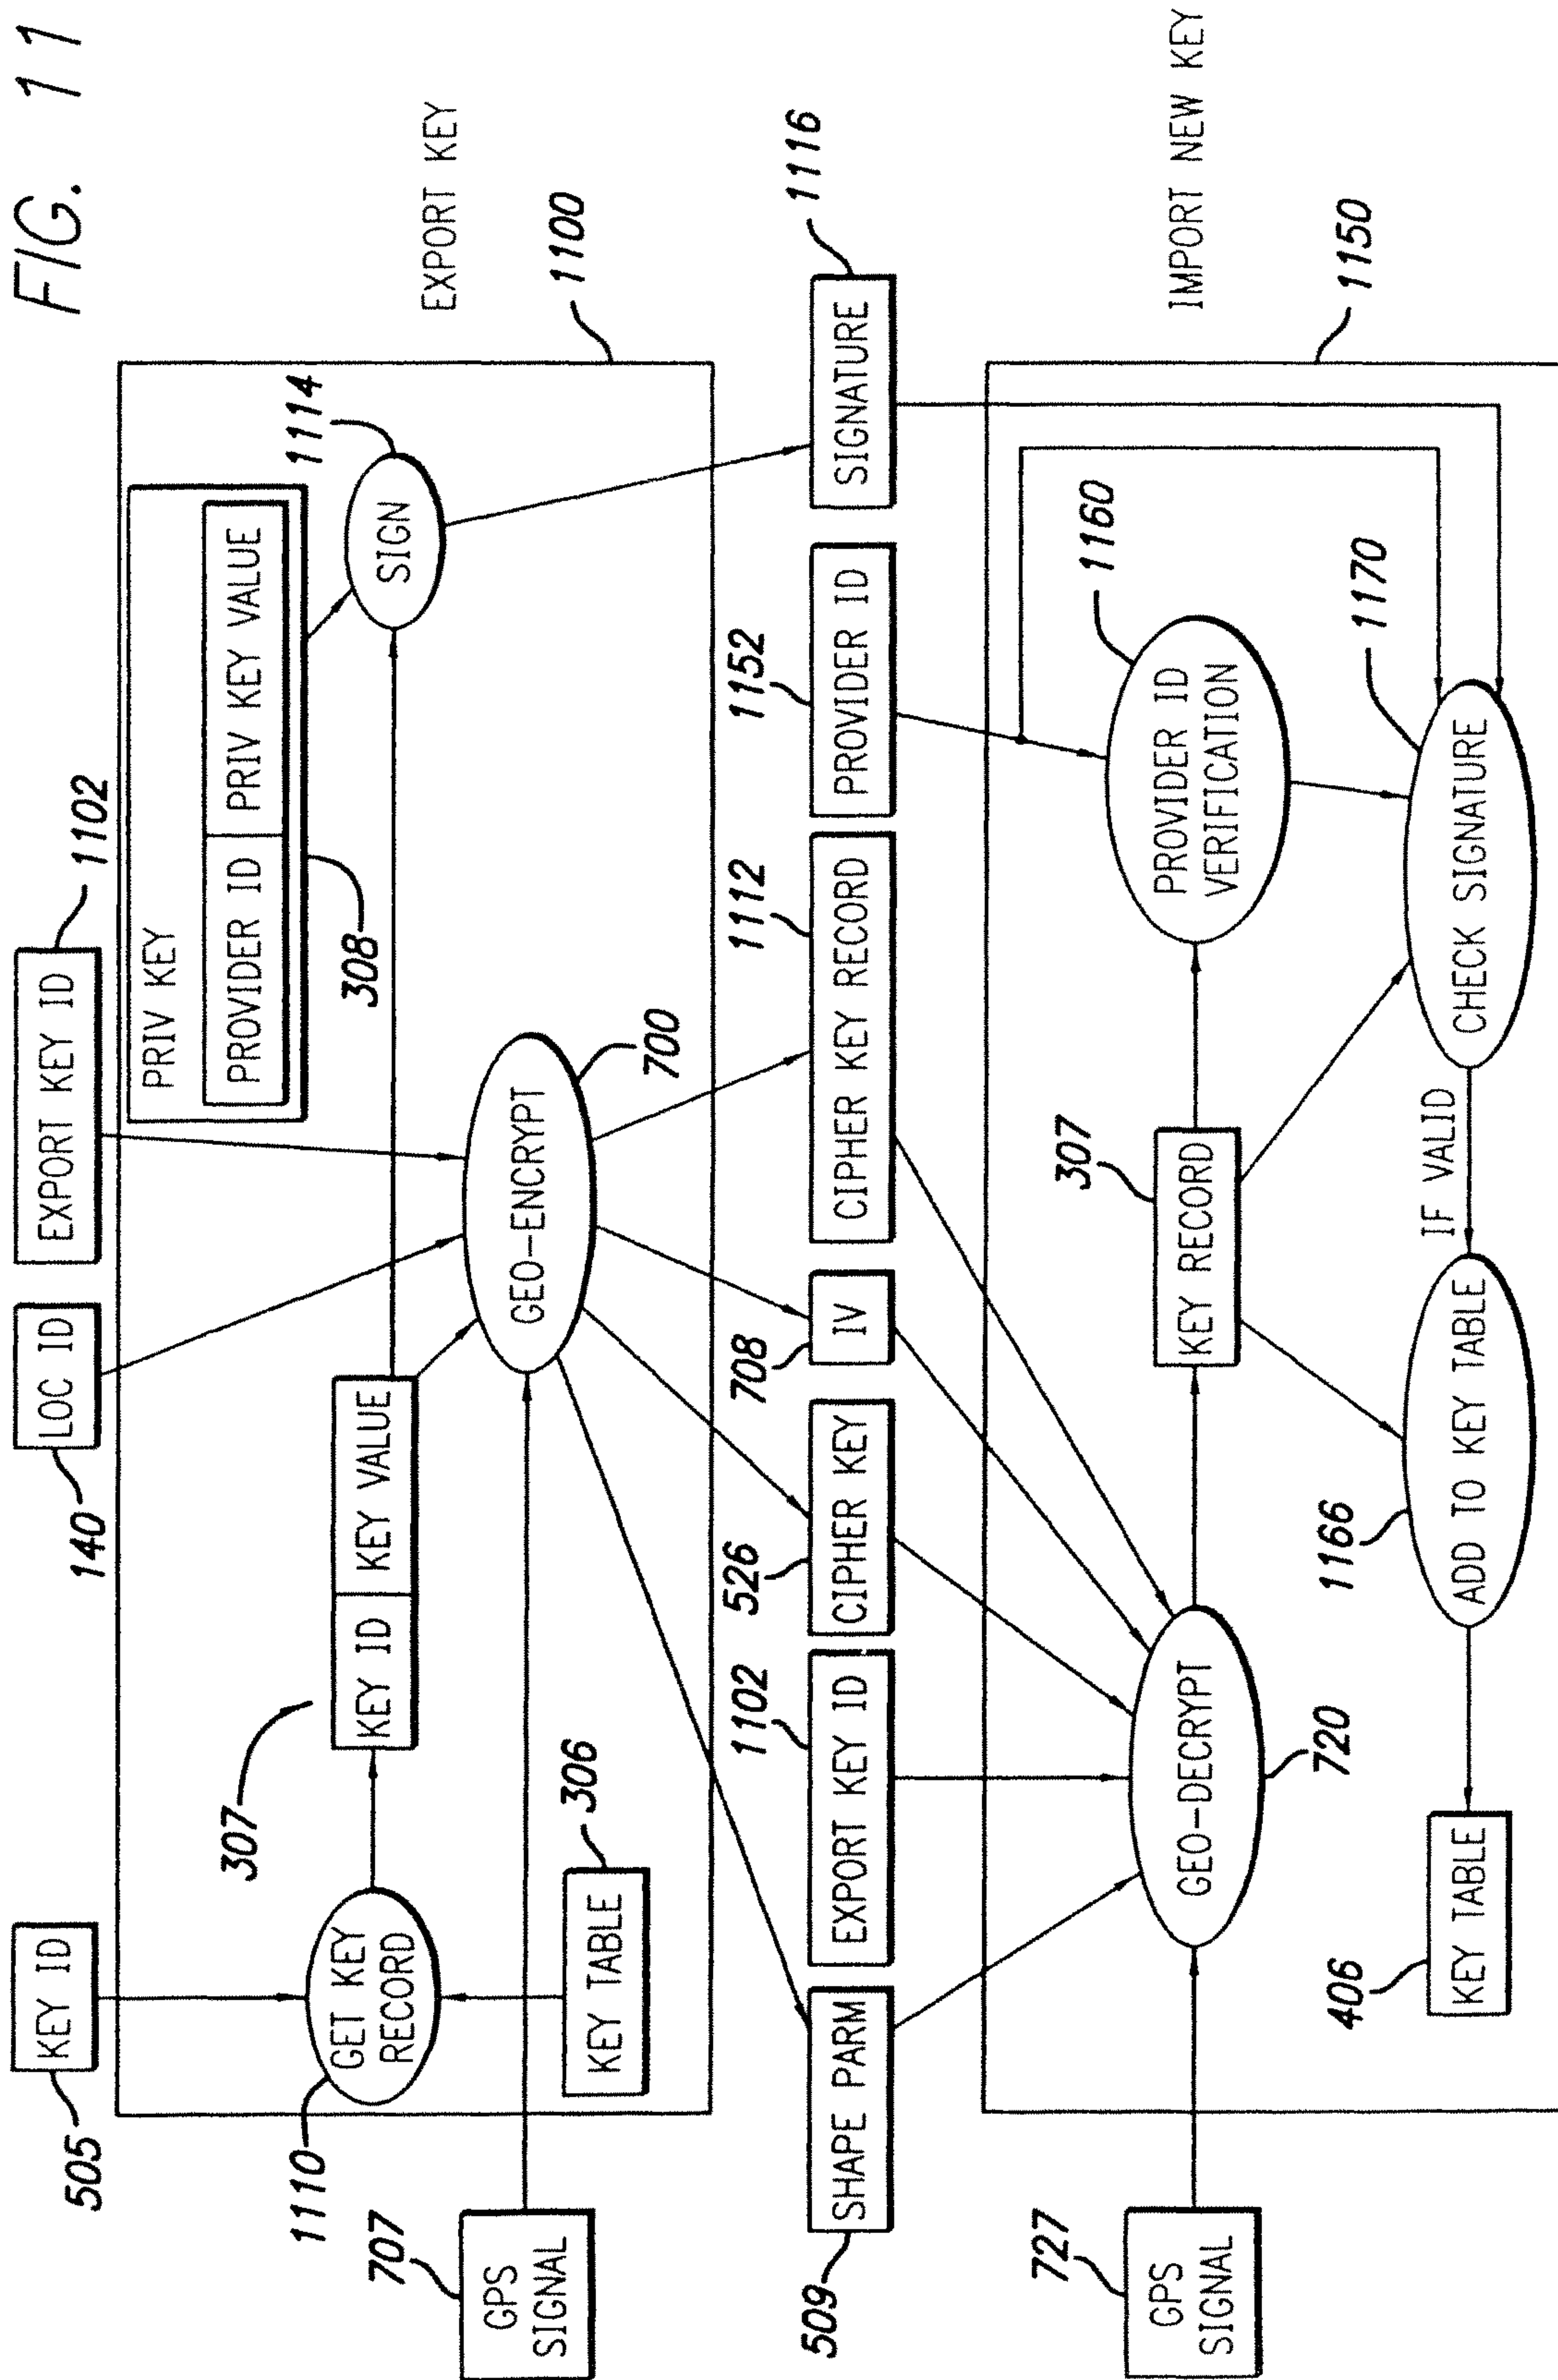 FIG. 11
505
KEY ID
140
LOC ID
EXPORT KEY ID
1102
EXPORT KEY
1100
PRIV KEY
PROVIDER ID
PRIV KEY VALUE
308
1114
SIGN
1110
GET KEY
RECORD
307
KEY ID
KEY VALUE
306
KEY TABLE
707
GPS
SIGNAL
GEO-ENCRYPT
700
509
SHAPE PARM
1102
EXPORT KEY ID
526
CIPHER KEY
708
IV
1112
CIPHER KEY RECORD
1152
PROVIDER ID
SIGNATURE
1116
IMPORT NEW KEY
1150
727
GPS
SIGNAL
GEO-DECRYPT
720
307
KEY RECORD
1160
PROVIDER ID
VERIFICATION
406
KEY TABLE
1166
ADD TO KEY TABLE
IF VALID
CHECK SIGNATURE
1170